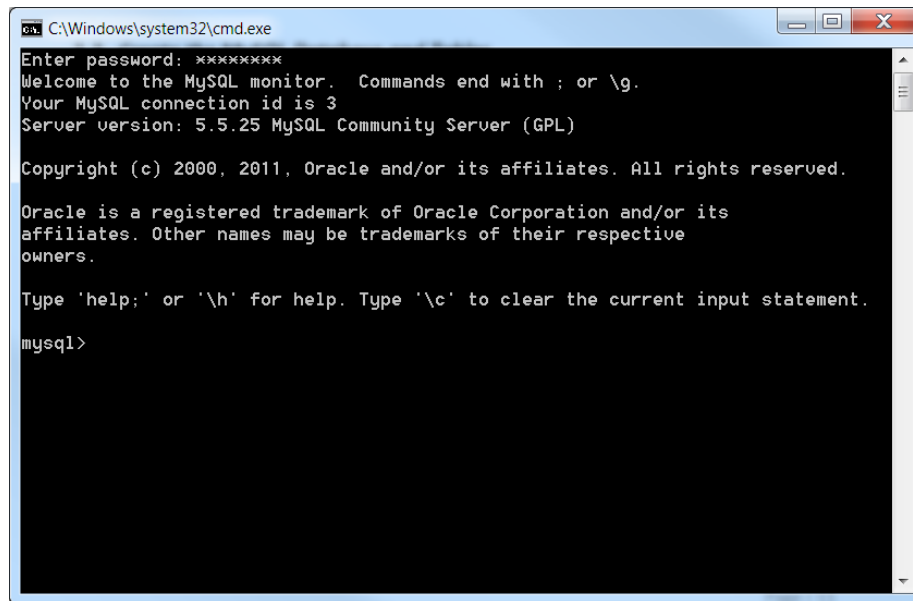 C:\Windows\system32\cmd.exe
Enter password: ********
Welcome to the MySQL monitor.  Commands end with ; or \g.
Your MySQL connection id is 3
Server version: 5.5.25 MySQL Community Server (GPL)
Copyright (c) 2000, 2011, Oracle and/or its affiliates. All rights reserved.
Oracle is a registered trademark of Oracle Corporation and/or its
affiliates. Other names may be trademarks of their respective
owners.
Type 'help;' or '\h' for help. Type '\c' to clear the current input statement.
mysql>